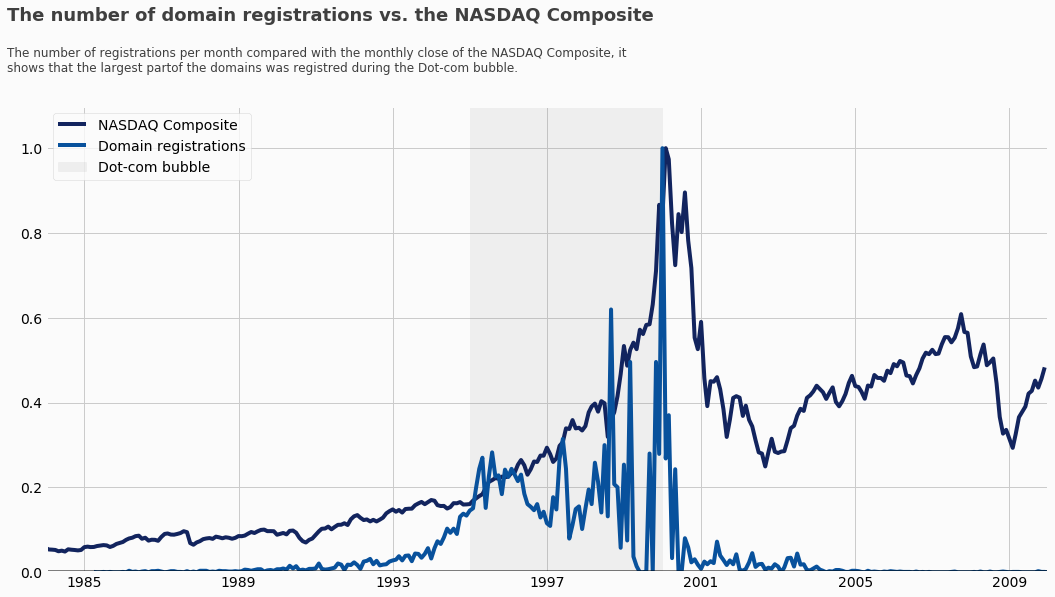 The number of domain registrations vs. the NASDAQ Composite
The number of registrations per month compared with the monthly close of the NASDAQ Composite, it
shows that the largest partof the domains was registred during the Dot-com bubble.
NASDAQ Composite
Domain registrations
Dot-com bubble
1.0
0.8
0.6
0.4
0.2
0.0
1985 1989 1993 1997 2001 2005 2009